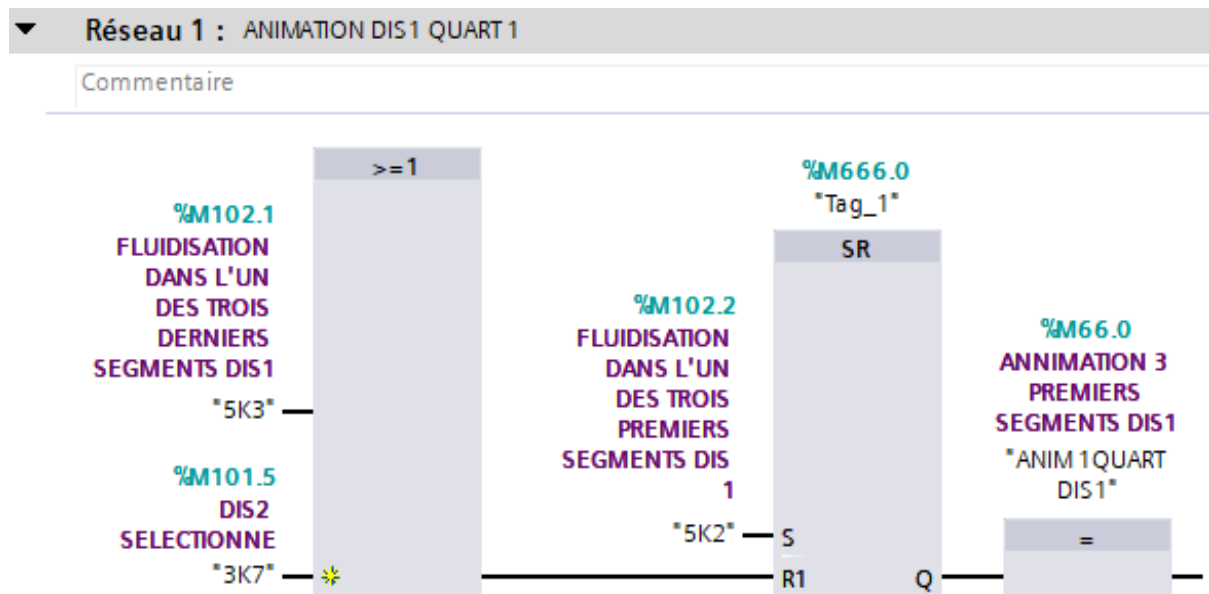 Réseau 1 : ANIMATION DIS1 QUART 1
Commentaire
>=1
%M102.1
FLUIDISATION
DANS L'UN
DES TROIS
DERNIERS
SEGMENTS DIS1
"5K3"
%M101.5
DIS2
SELECTIONNE
"3K7"
%M102.2
FLUIDISATION
DANS L'UN
DES TROIS
PREMIERS
SEGMENTS DIS
1
"5K2"
%M666.0
"Tag_1"
SR
S
R1 Q
%M66.0
ANNIMATION 3
PREMIERS
SEGMENTS DIS1
"ANIM 1QUART
DIS1"
=